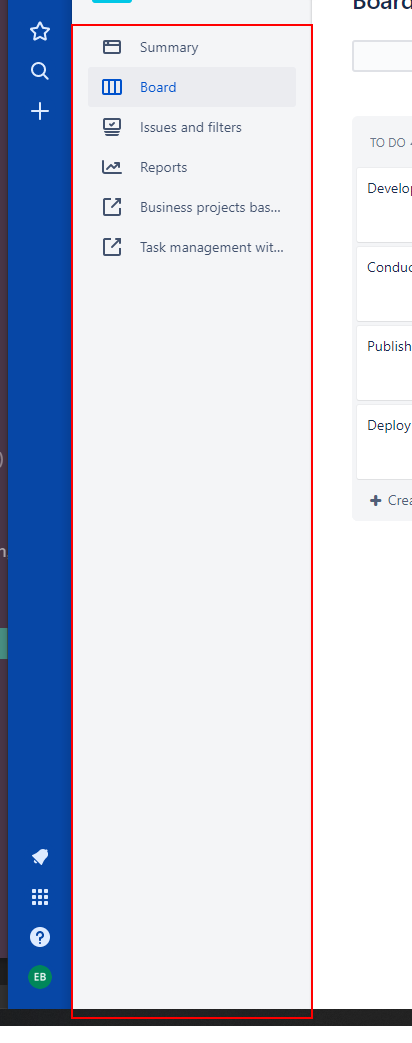 Board
Summary
Board
Issues and filters
Reports
Business projects bas...
Task management wit...
TO DO
Develop
Conduc
Publish
Deploy
+ Crea
EB